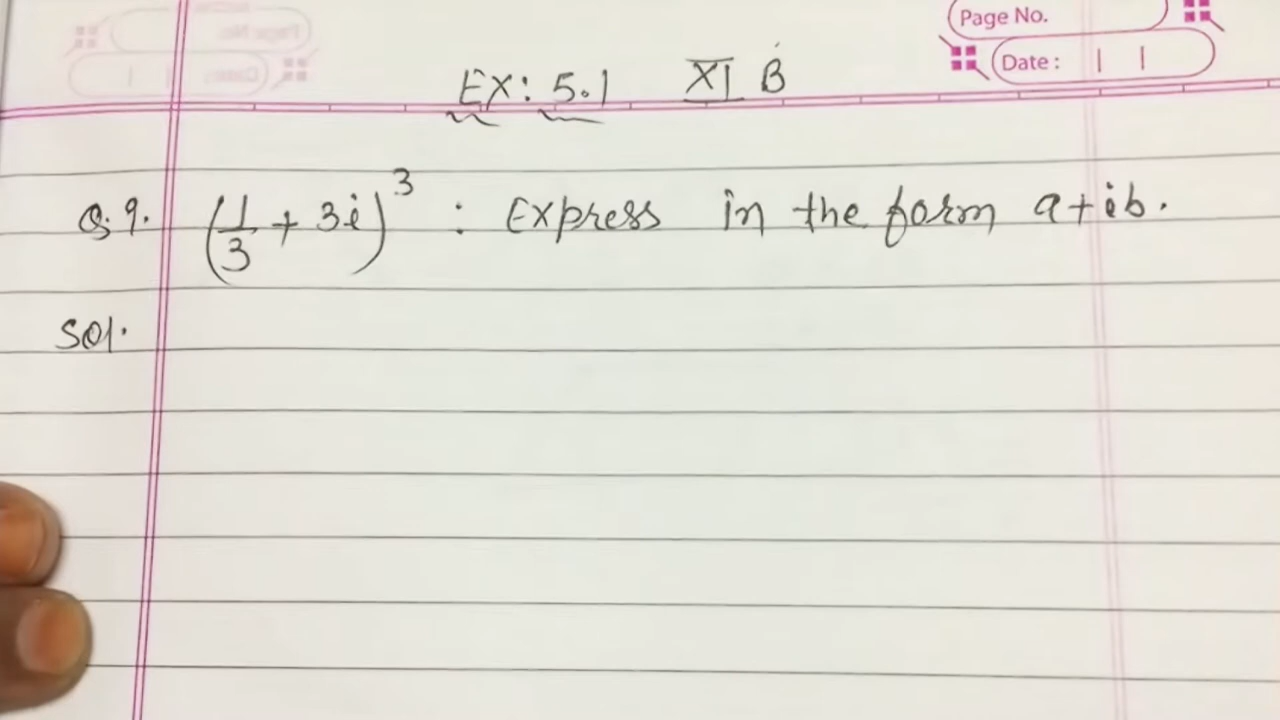 Page No.
Date :
EX: 5.1 XI B
Q.9. (1/3 + 3i)^3 : Express in the form a+ib.
Sol.